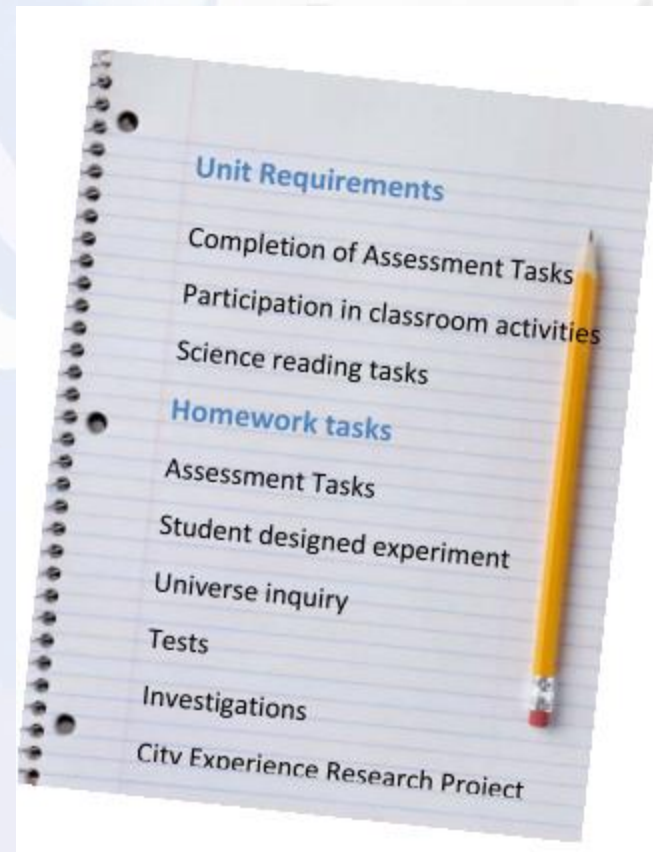 Unit Requirements
Completion of Assessment Tasks
Participation in classroom activities
Science reading tasks
Homework tasks
Assessment Tasks
Student designed experiment
Universe inquiry
Tests
Investigations
City Experience Research Project